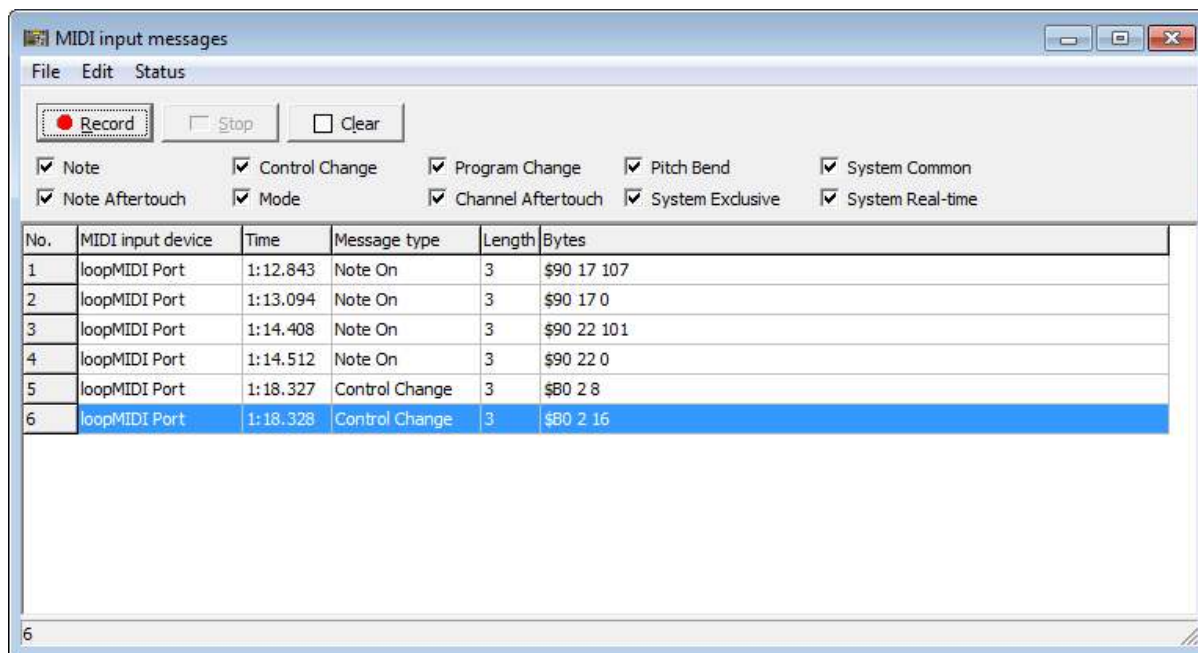 MIDI input messages
File Edit Status
Record Stop Clear
Note Control Change Program Change Pitch Bend System Common
Note Aftertouch Mode Channel Aftertouch System Exclusive System Real-time
No. MIDI input device Time Message type Length Bytes
1 loopMIDI Port 1:12.843 Note On 3 $90 17 107
2 loopMIDI Port 1:13.094 Note On 3 $90 17 0
3 loopMIDI Port 1:14.408 Note On 3 $90 22 101
4 loopMIDI Port 1:14.512 Note On 3 $90 22 0
5 loopMIDI Port 1:18.327 Control Change 3 $B0 2 8
6 loopMIDI Port 1:18.328 Control Change 3 $B0 2 16
6